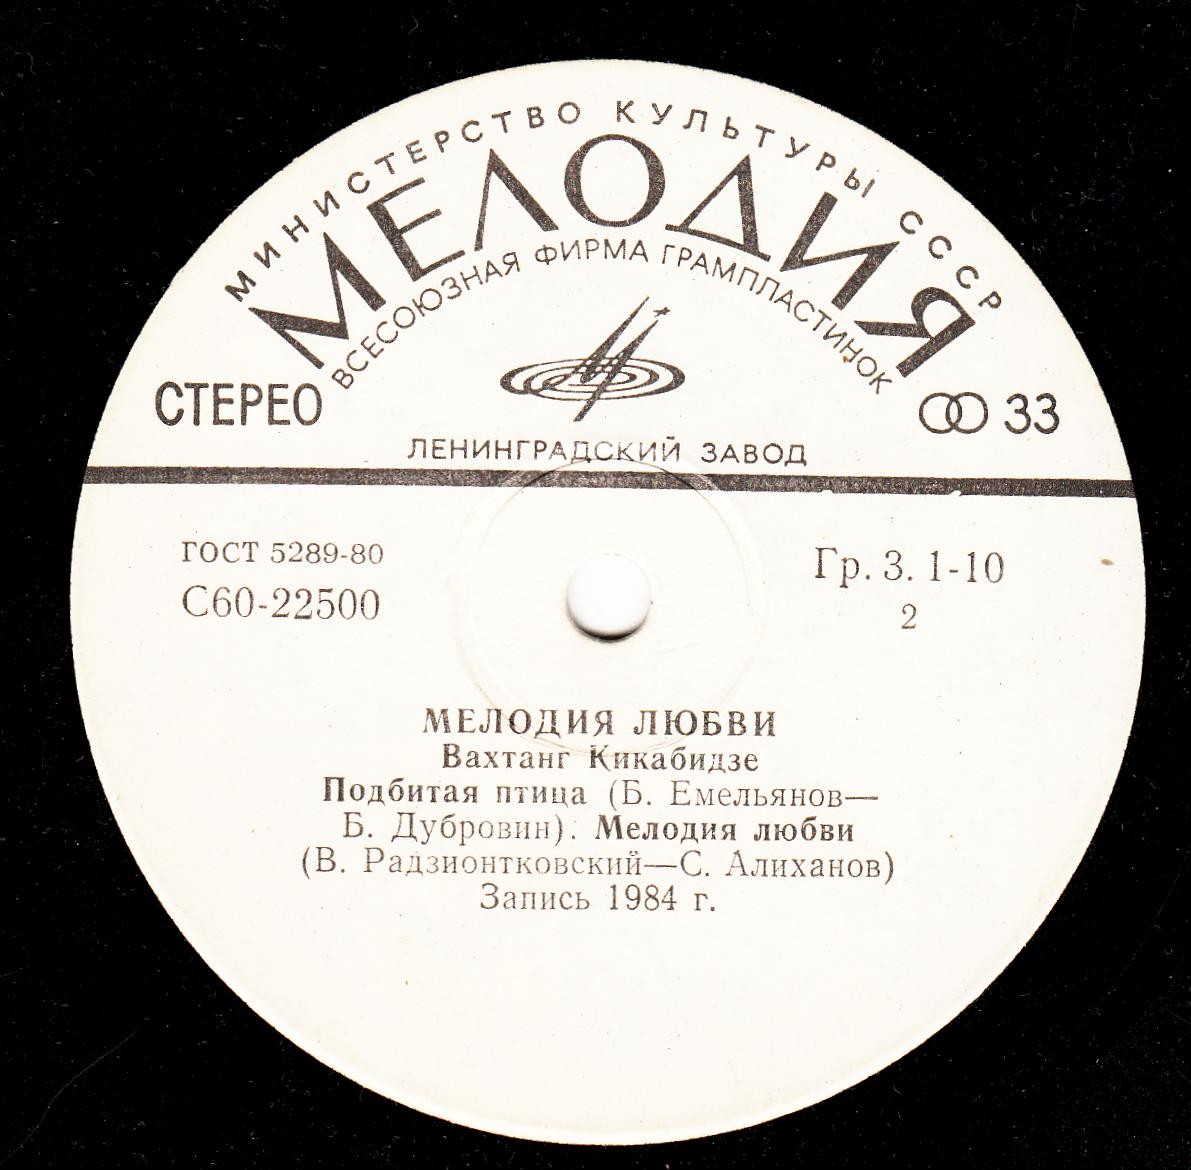 МИНИСТЕРСТВО КУЛЬТУРЫ СССР
МЕЛОДИЯ
ВСЕСОЮЗНАЯ ФИРМА ГРАМПЛАСТИНОК
СТЕРЕО
33
ЛЕНИНГРАДСКИЙ ЗАВОД
ГОСТ 5289-80
С60-22500
Гр. 3. 1-10
2
МЕЛОДИЯ ЛЮБВИ
Вахтанг Кикабидзе
Подбитая птица (Б. Емельянов—
Б. Дубровин). Мелодия любви
(В. Радзионтковский—С. Алиханов)
Запись 1984 г.